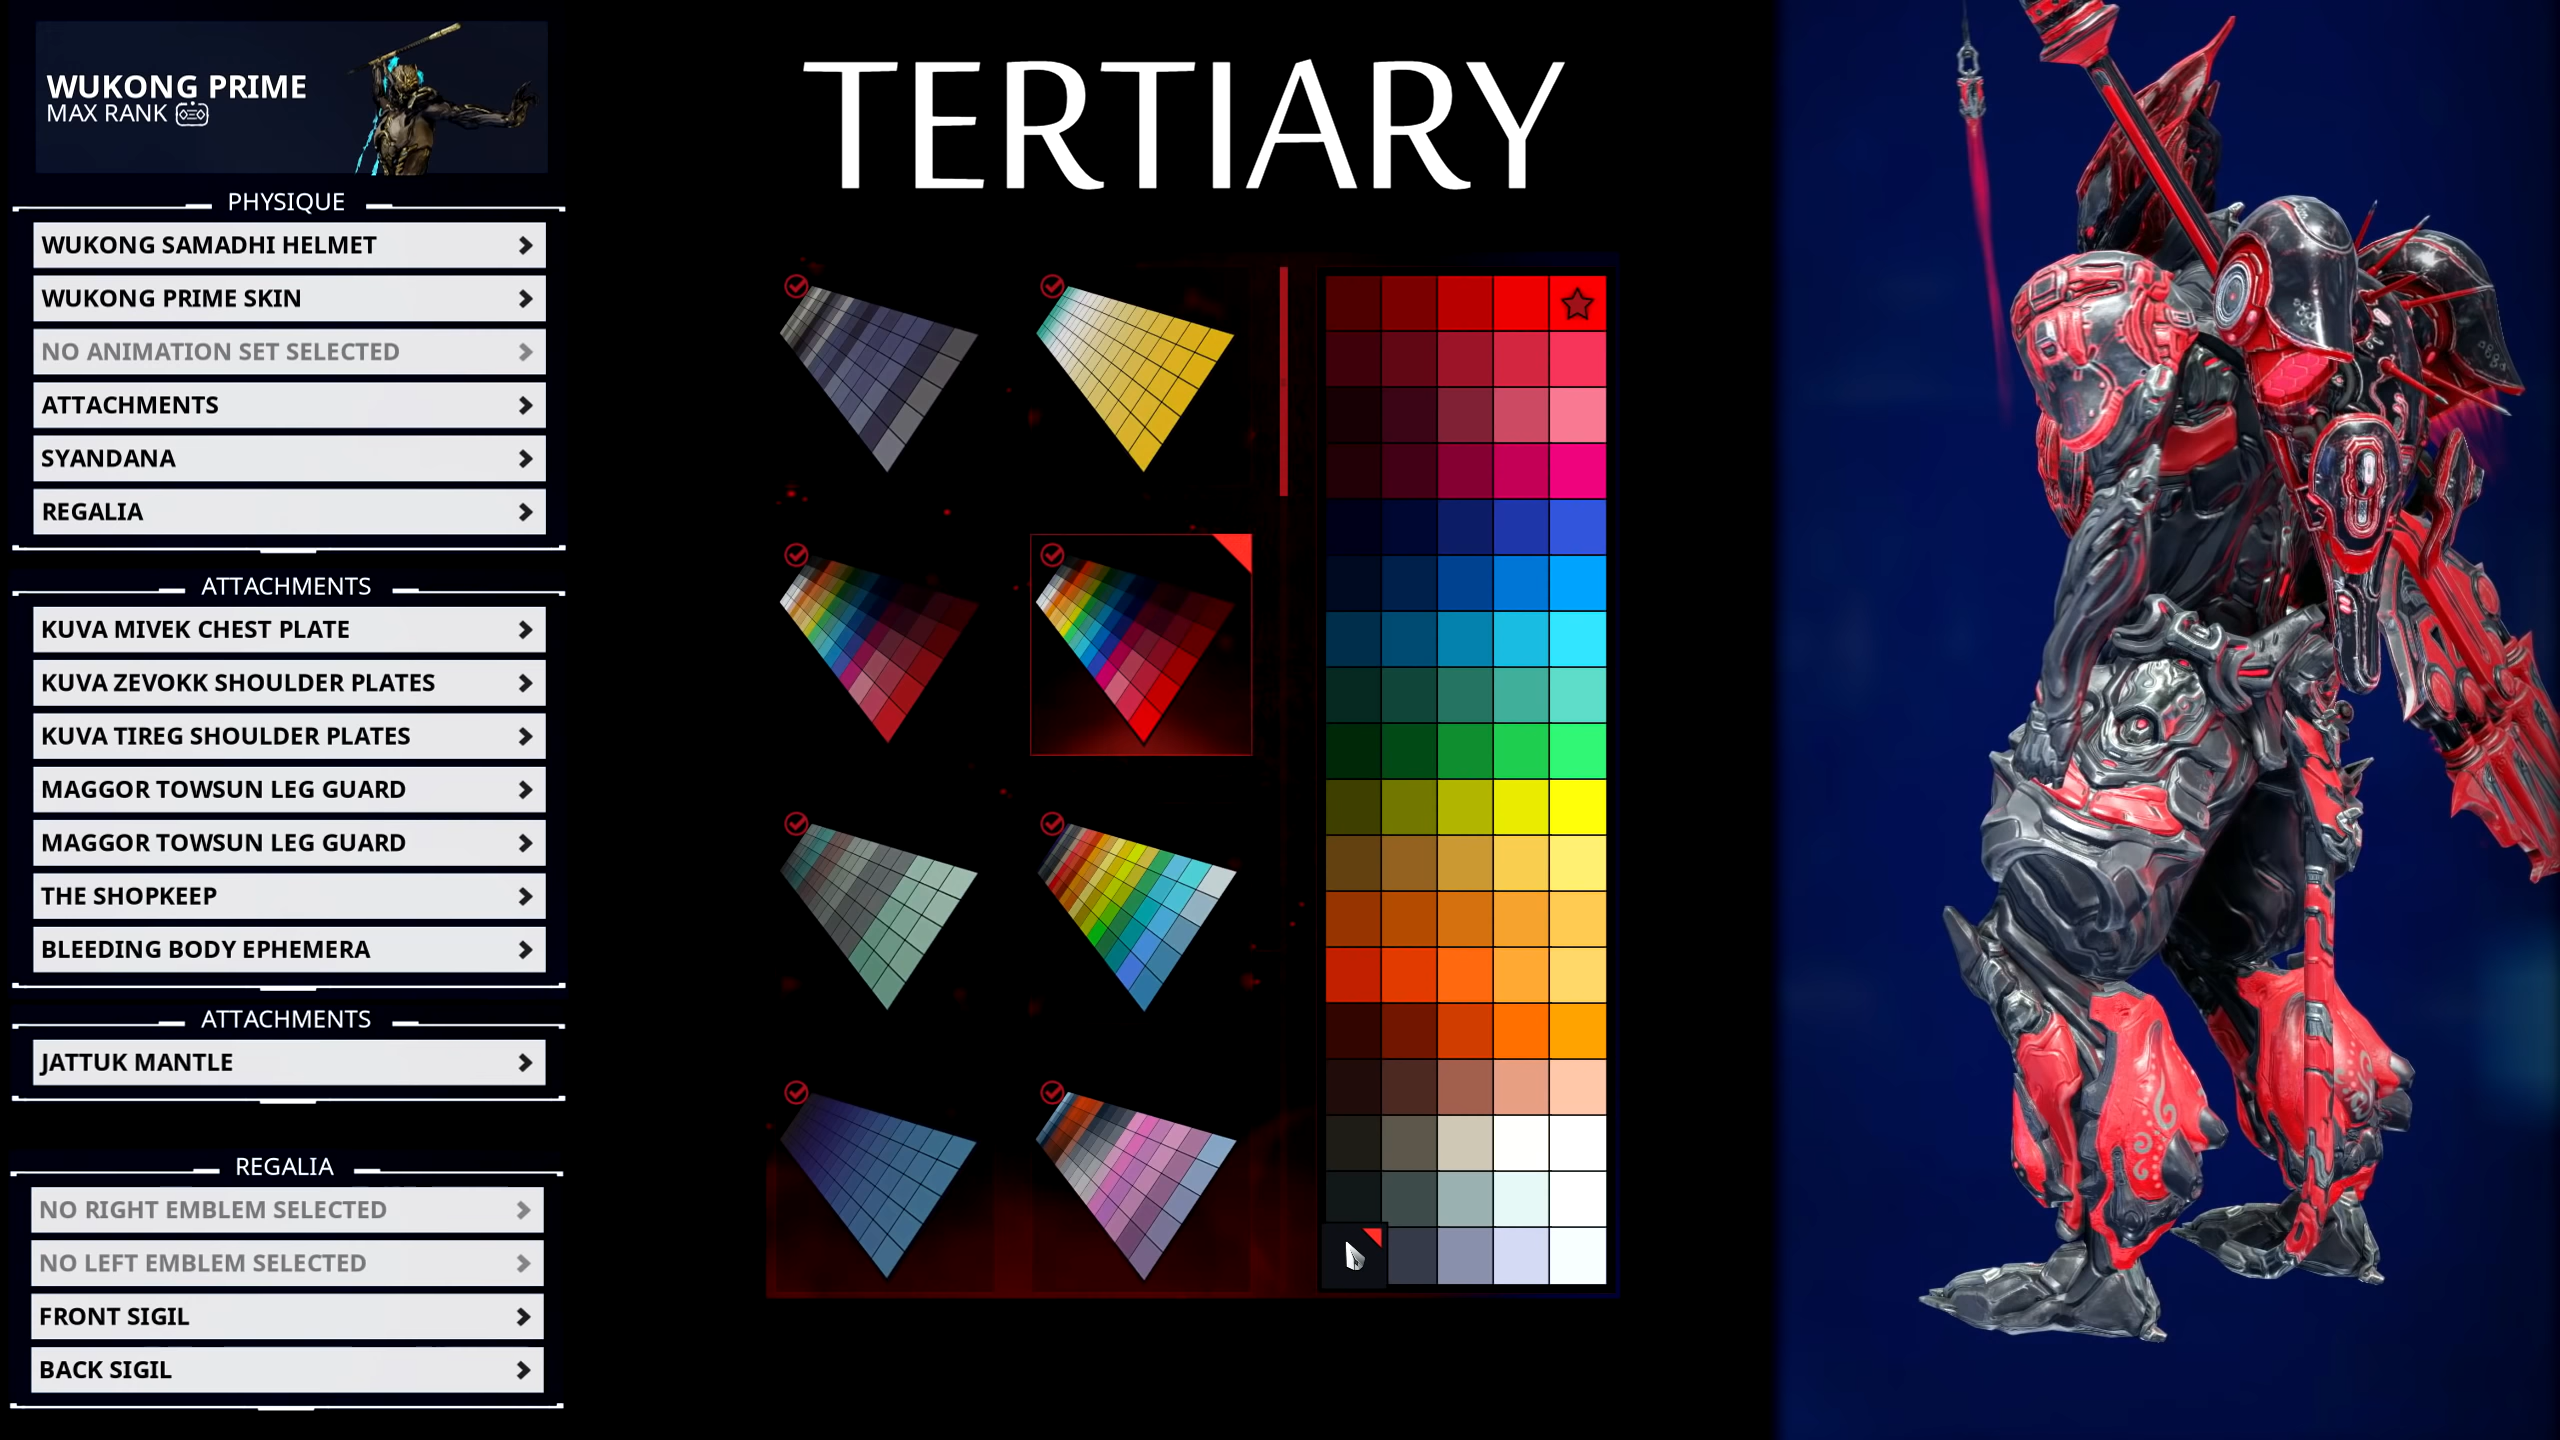 WUKONG PRIME
MAX RANK
PHYSIQUE
WUKONG SAMADHI HELMET
WUKONG PRIME SKIN
NO ANIMATION SET SELECTED
ATTACHMENTS
SYANDANA
REGALIA
ATTACHMENTS
KUVA MIVEK CHEST PLATE
KUVA ZEVOKK SHOULDER PLATES
KUVA TIREG SHOULDER PLATES
MAGGOR TOWSUN LEG GUARD
MAGGOR TOWSUN LEG GUARD
THE SHOPKEEP
BLEEDING BODY EPHEMERA
ATTACHMENTS
JATTUK MANTLE
REGALIA
NO RIGHT EMBLEM SELECTED
NO LEFT EMBLEM SELECTED
FRONT SIGIL
BACK SIGIL
TERTIARY